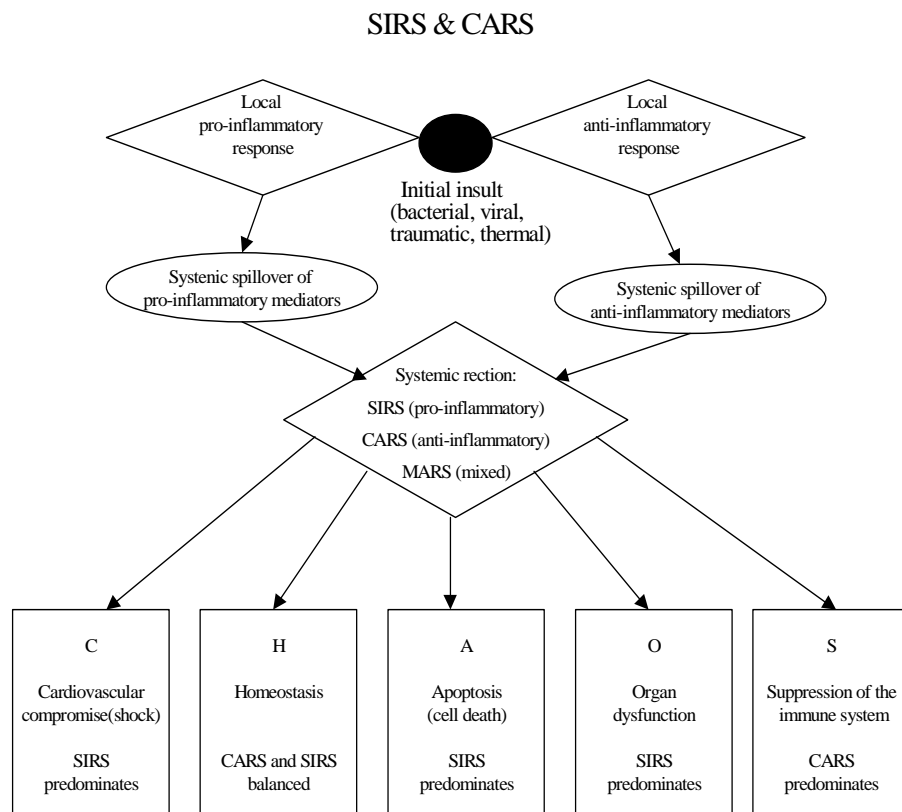 SIRS & CARS
Local
pro-inflammatory
response
Local
anti-inflammatory
response
Initial insult
(bacterial, viral,
traumatic, thermal)
Systenic spillover of
pro-inflammatory mediators
Systenic spillover of
anti-inflammatory mediators
Systemic rection:
SIRS (pro-inflammatory)
CARS (anti-inflammatory)
MARS (mixed)
C
Cardiovascular
compromise(shock)
SIRS
predominates
H
Homeostasis
CARS and SIRS
balanced
A
Apoptosis
(cell death)
SIRS
predominates
O
Organ
dysfunction
SIRS
predominates
S
Suppression of the
immune system
CARS
predominates